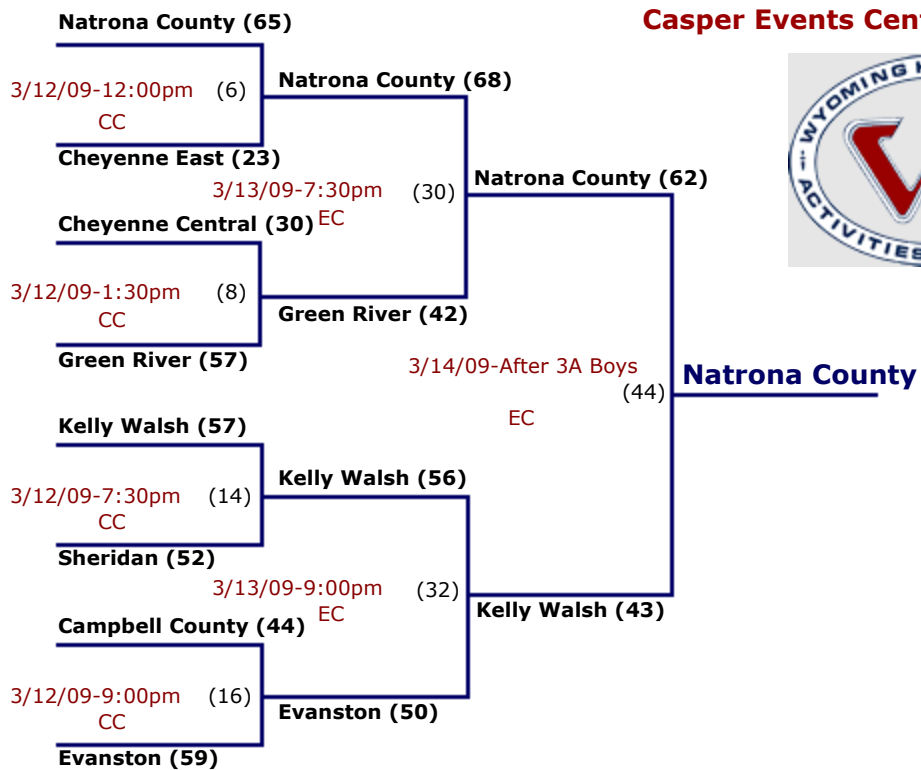 Casper Events Cent
Natrona County (65)
3/12/09-12:00pm (6)
CC
Cheyenne East (23)
Natrona County (68)
3/13/09-7:30pm (30)
EC
Cheyenne Central (30)
3/12/09-1:30pm (8)
CC
Green River (57)
Green River (42)
Natrona County (62)
3/14/09-After 3A Boys
(44)
EC
Natrona County
Kelly Walsh (57)
3/12/09-7:30pm (14)
CC
Sheridan (52)
Kelly Walsh (56)
3/13/09-9:00pm (32)
EC
Kelly Walsh (43)
Campbell County (44)
3/12/09-9:00pm (16)
CC
Evanston (59)
Evanston (50)
WYOMING H
ACTIVITIES